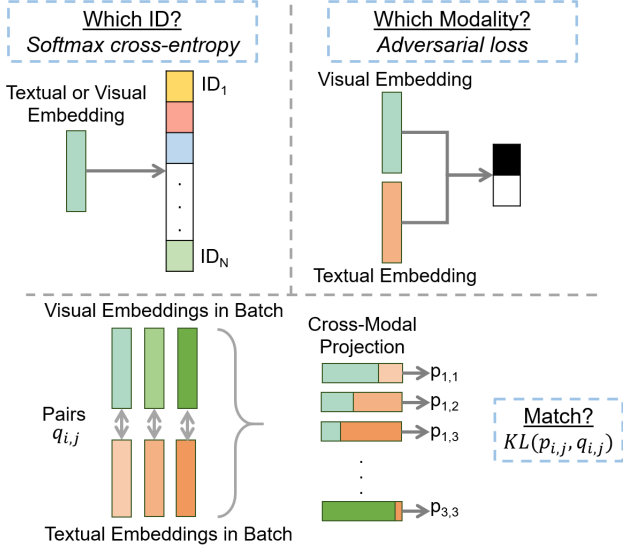 Which ID?
Softmax cross-entropy
Textual or Visual
Embedding
ID1
.
.
.
IDN
Which Modality?
Adversarial loss
Visual Embedding
Textual Embedding
Visual Embeddings in Batch
Pairs
qi,j
Textual Embeddings in Batch
Cross-Modal
Projection
p1,1
p1,2
p1,3
.
.
.
p3,3
Match?
KL(pi,j, qi,j)